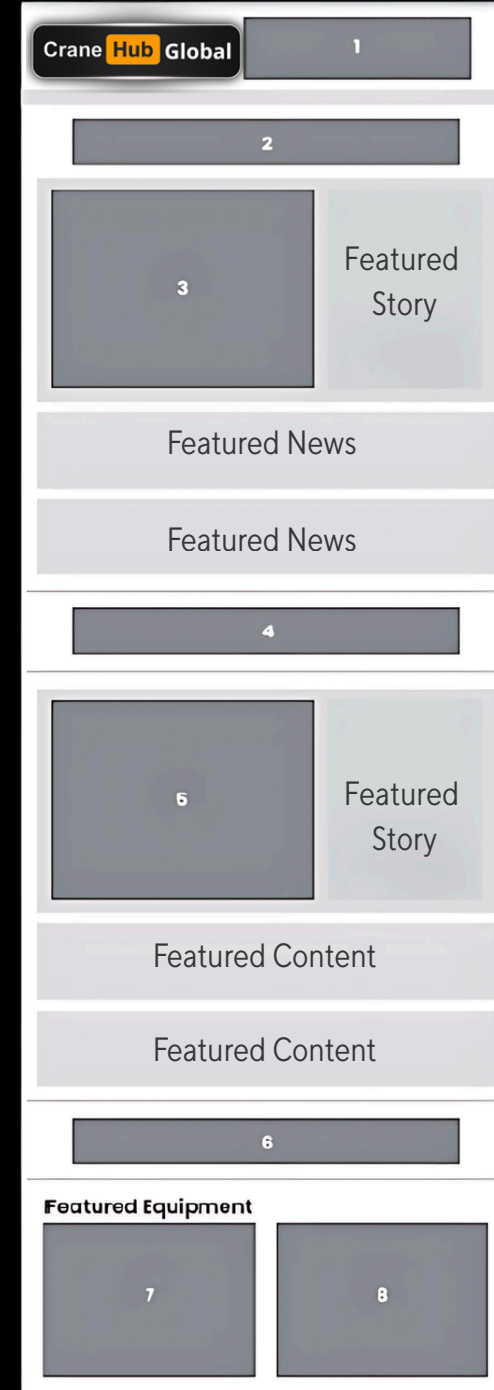 Crane Hub Global
1
2
3
Featured
Story
Featured News
Featured News
4
5
Featured
Story
Featured Content
Featured Content
6
Featured Equipment
7
8